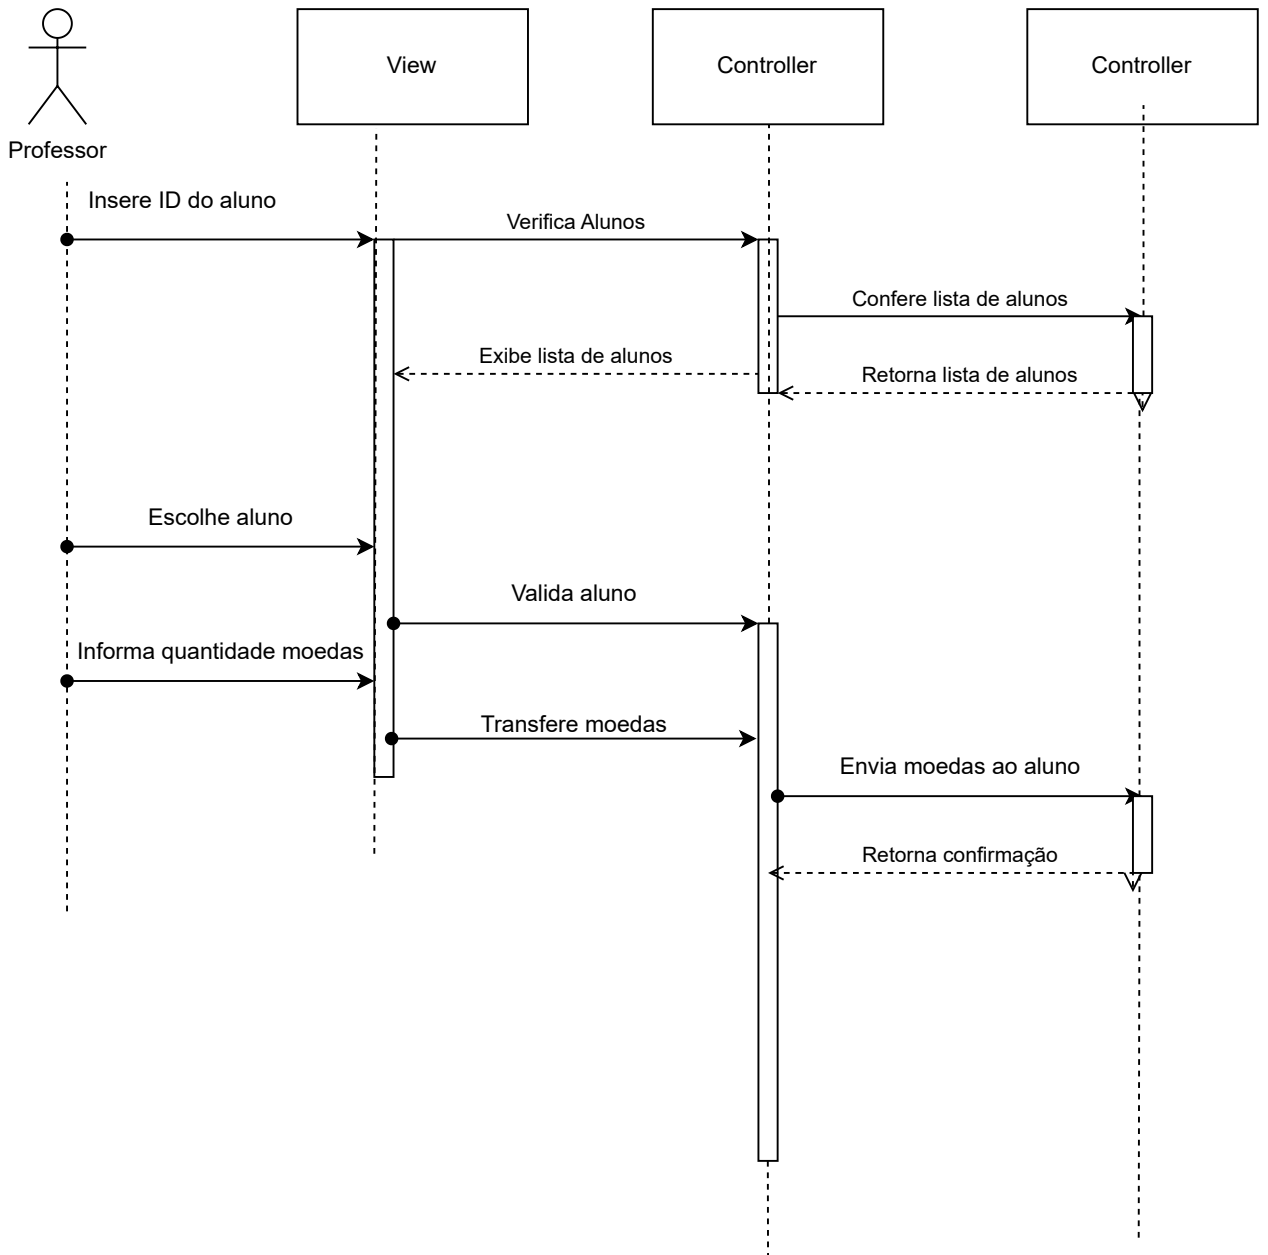 View
Controller
Controller
Professor
Insere ID do aluno
Verifica Alunos
Confere lista de alunos
Exibe lista de alunos
Retorna lista de alunos
Escolhe aluno
Valida aluno
Informa quantidade moedas
Transfere moedas
Envia moedas ao aluno
Retorna confirmação